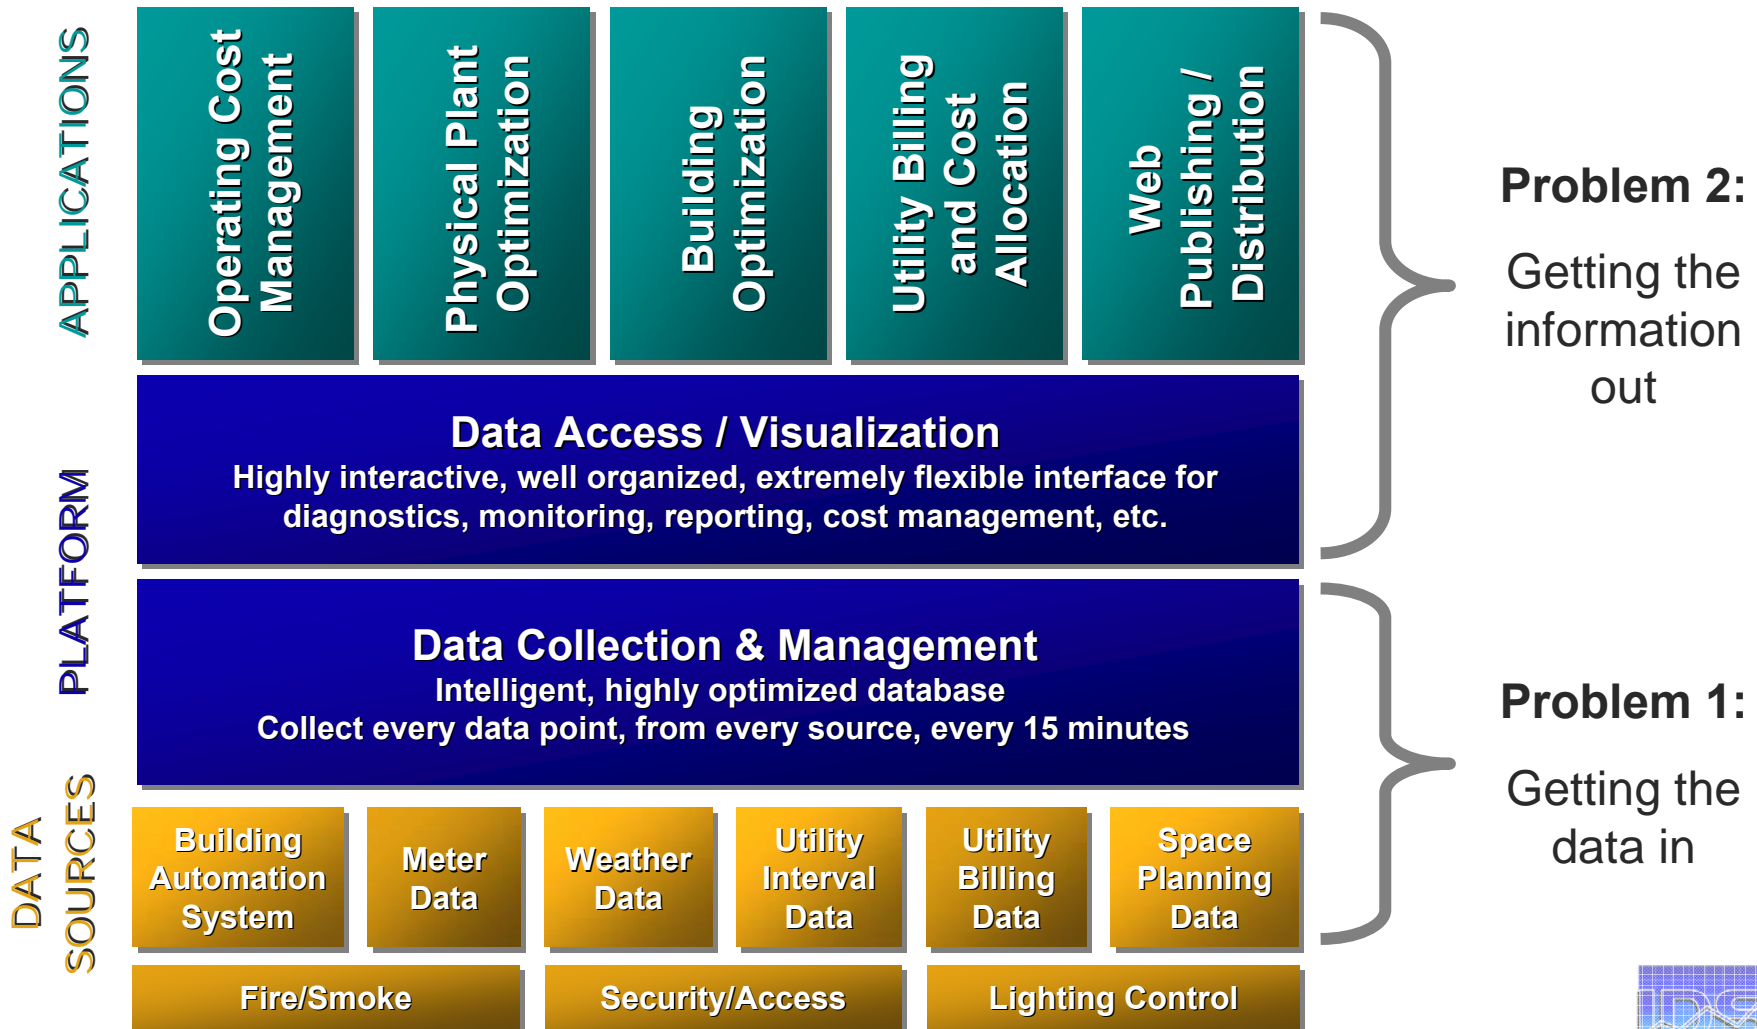 APPLICATIONS
Operating Cost
Management
Physical Plant
Optimization
Building
Optimization
Utility Billing
and Cost
Allocation
Web
Publishing /
Distribution
Problem 2:
Getting the
information
out
PLATFORM
Data Access / Visualization
Highly interactive, well organized, extremely flexible interface for
diagnostics, monitoring, reporting, cost management, etc.
Data Collection & Management
Intelligent, highly optimized database
Collect every data point, from every source, every 15 minutes
Problem 1:
Getting the
data in
DATA
SOURCES
Building
Automation
System
Meter
Data
Weather
Data
Utility
Interval
Data
Utility
Billing
Data
Space
Planning
Data
Fire/Smoke
Security/Access
Lighting Control